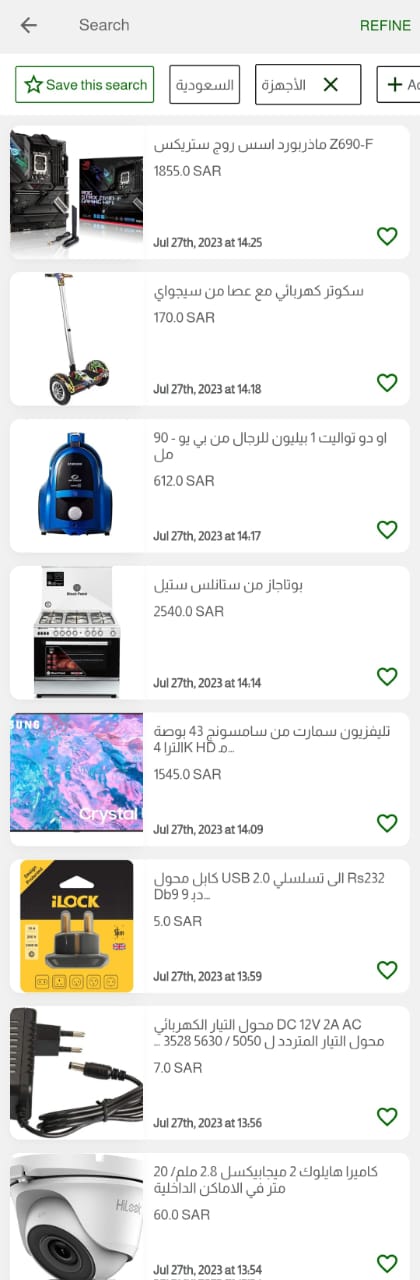 Search
REFINE
Save this search
السعودية
الأجهزة
ماذربورد اسس روج ستريكس Z690-F
1855.0 SAR
Jul 27th, 2023 at 14:25
سكوتر كهربائي مع عصا من سيجواي
170.0 SAR
Jul 27th, 2023 at 14:18
او دو تواليت 1 بيليون للرجال من بي يو - 90
مل
612.0 SAR
Jul 27th, 2023 at 14:17
بوتاجاز من ستانلس ستيل
2540.0 SAR
Jul 27th, 2023 at 14:14
SUNG
Crystal
تليفزيون سمارت من سامسونج 43 بوصة
الترا 4K HD مـ…
1545.0 SAR
Jul 27th, 2023 at 14:09
iLOCK
كابل محول USB 2.0 الى تسلسلي Rs232
Db9 9 دبـ…
5.0 SAR
Jul 27th, 2023 at 13:59
محول التيار الكهربائي DC 12V 2A AC
محول التيار المتردد ل 5050 / 5630 3528 …
7.0 SAR
Jul 27th, 2023 at 13:56
HiLook
كاميرا هايلوك 2 ميجابيكسل 2.8 ملم/ 20
متر في الاماكن الداخلية
60.0 SAR
Jul 27th, 2023 at 13:54